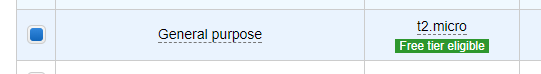 General purpose
t2.micro
Free tier eligible